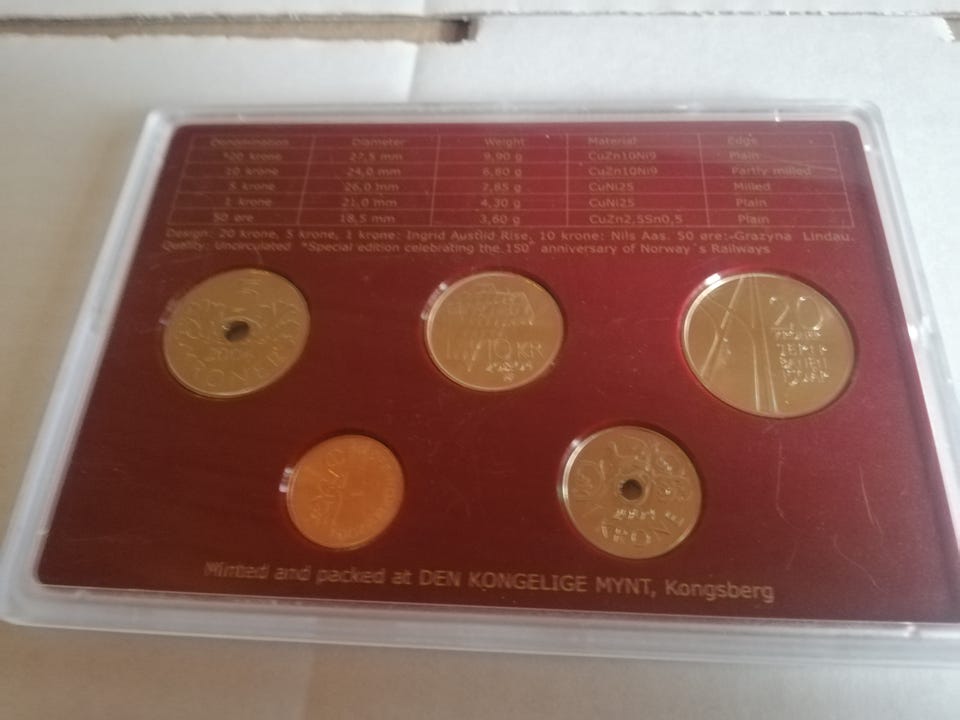 Denomination Diameter Weight Material Edge
*20 krone 27,5 mm 9,90 g CuZn10Ni9 Plain
10 krone 24,0 mm 6,80 g CuZn10Ni9 Partly milled
5 krone 26,0 mm 7,85 g CuNi25 Milled
1 krone 21,0 mm 4,30 g CuNi25 Plain
50 øre 18,5 mm 3,60 g CuZn2,5Sn0,5 Plain
Design: 20 krone, 5 krone, 1 krone: Ingrid Austlid Rise, 10 krone: Nils Aas. 50 øre: Grazyna Lindau.
Quality: Uncirculated *Special edition celebrating the 150 anniversary of Norway´s Railways
10 KR
20
Minted and packed at DEN KONGELIGE MYNT, Kongsberg